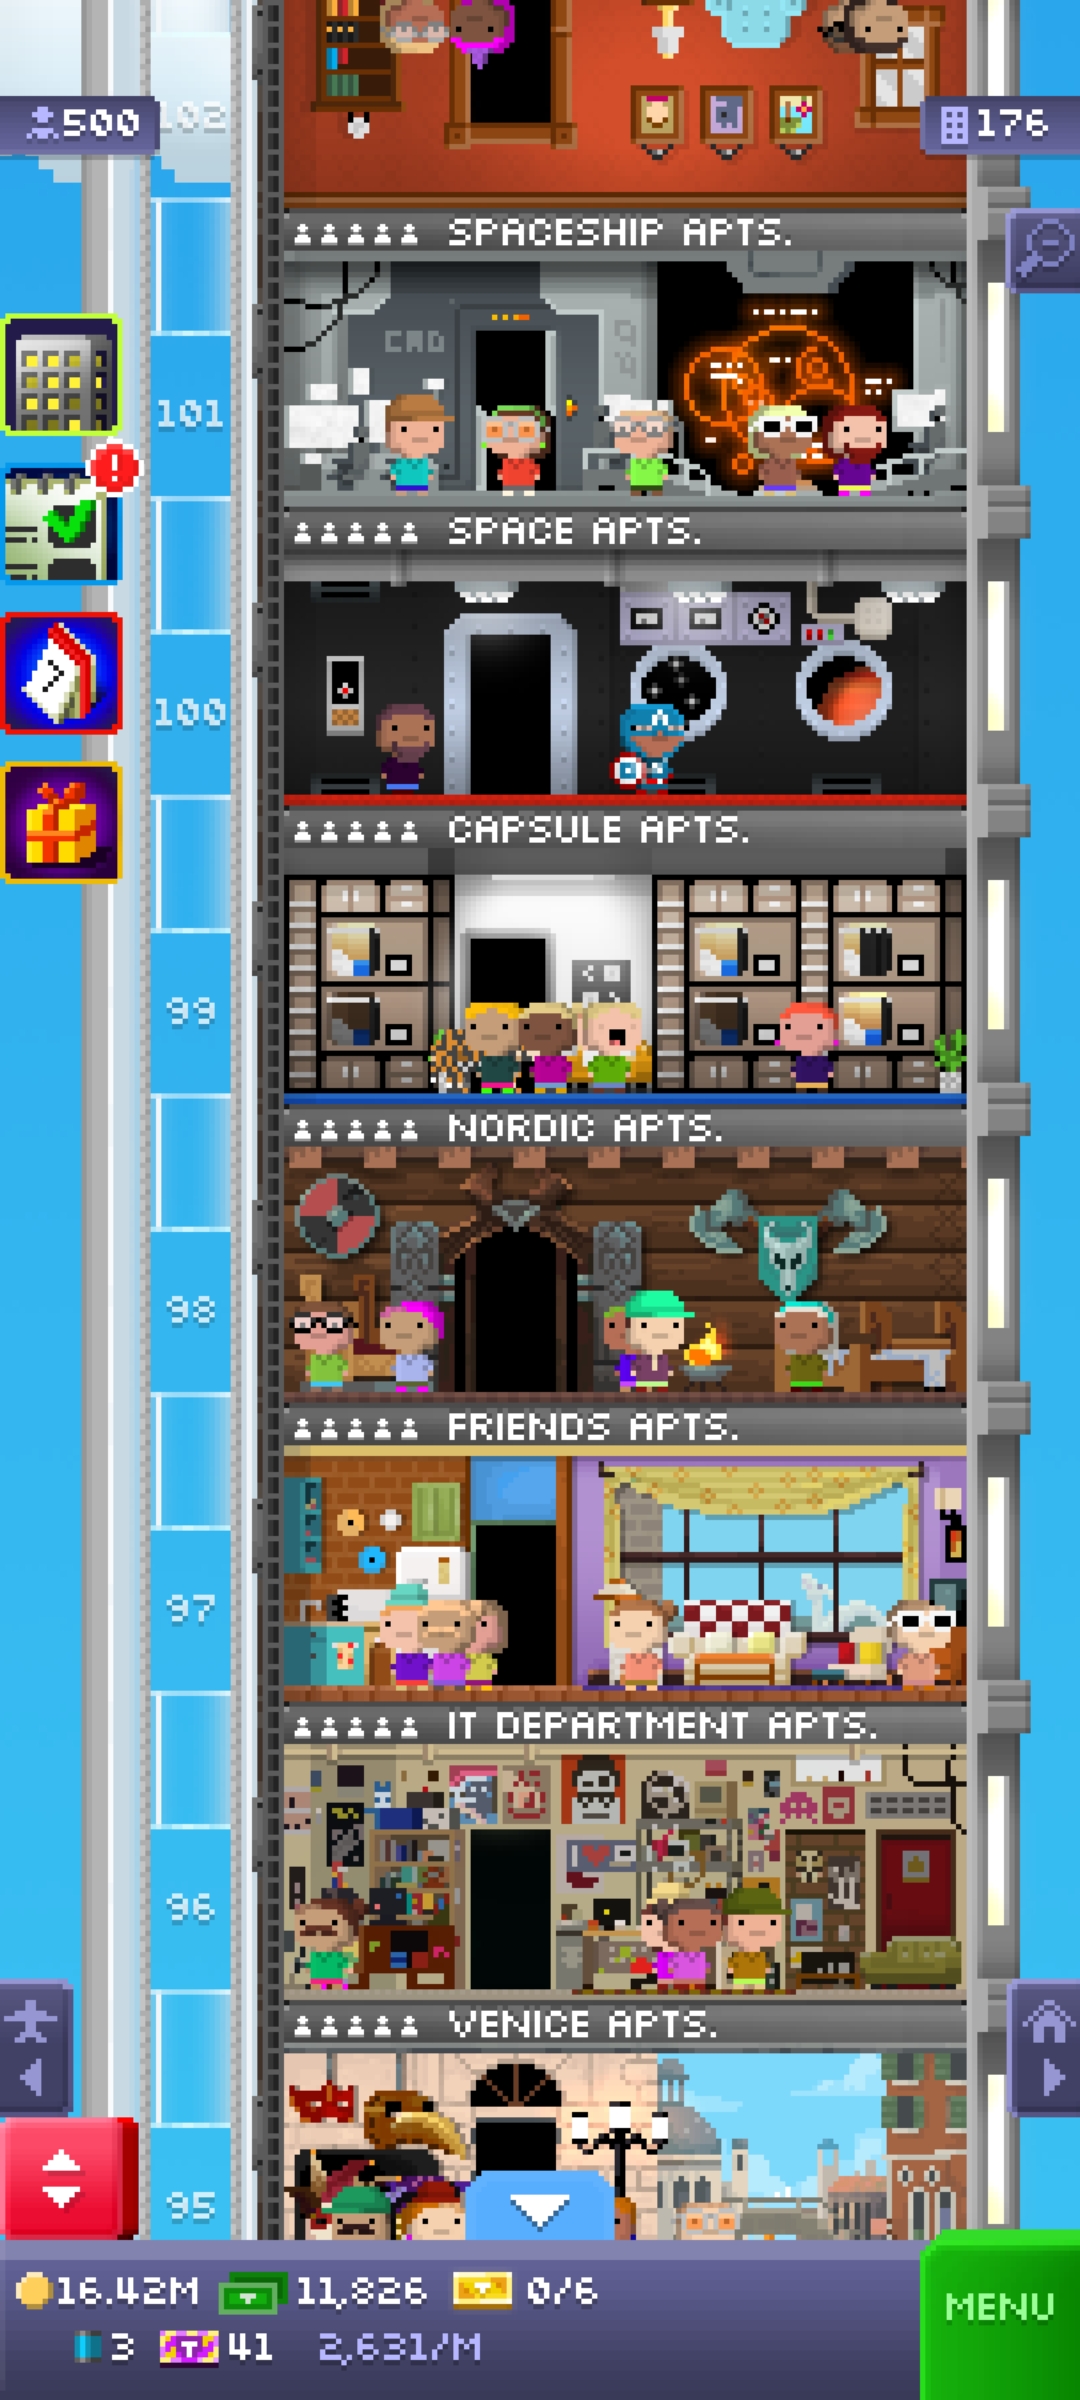 102
500
176
SPACESHIP APTS.
CAD
101
SPACE APTS.
100
CAPSULE APTS.
99
NORDIC APTS.
98
FRIENDS APTS.
97
IT DEPARTMENT APTS.
96
VENICE APTS.
95
16.42M 11,826 0/6
MENU
3 41 2,631/M